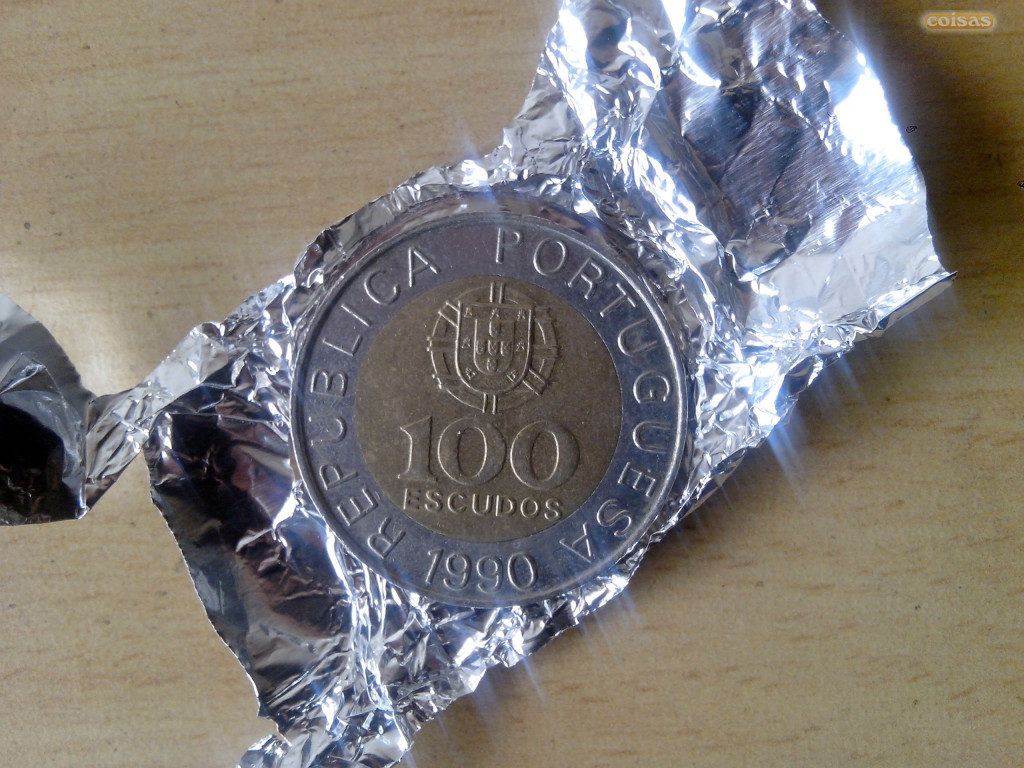 coisas
REPUBLICA PORTUGUESA
100
ESCUDOS
1990